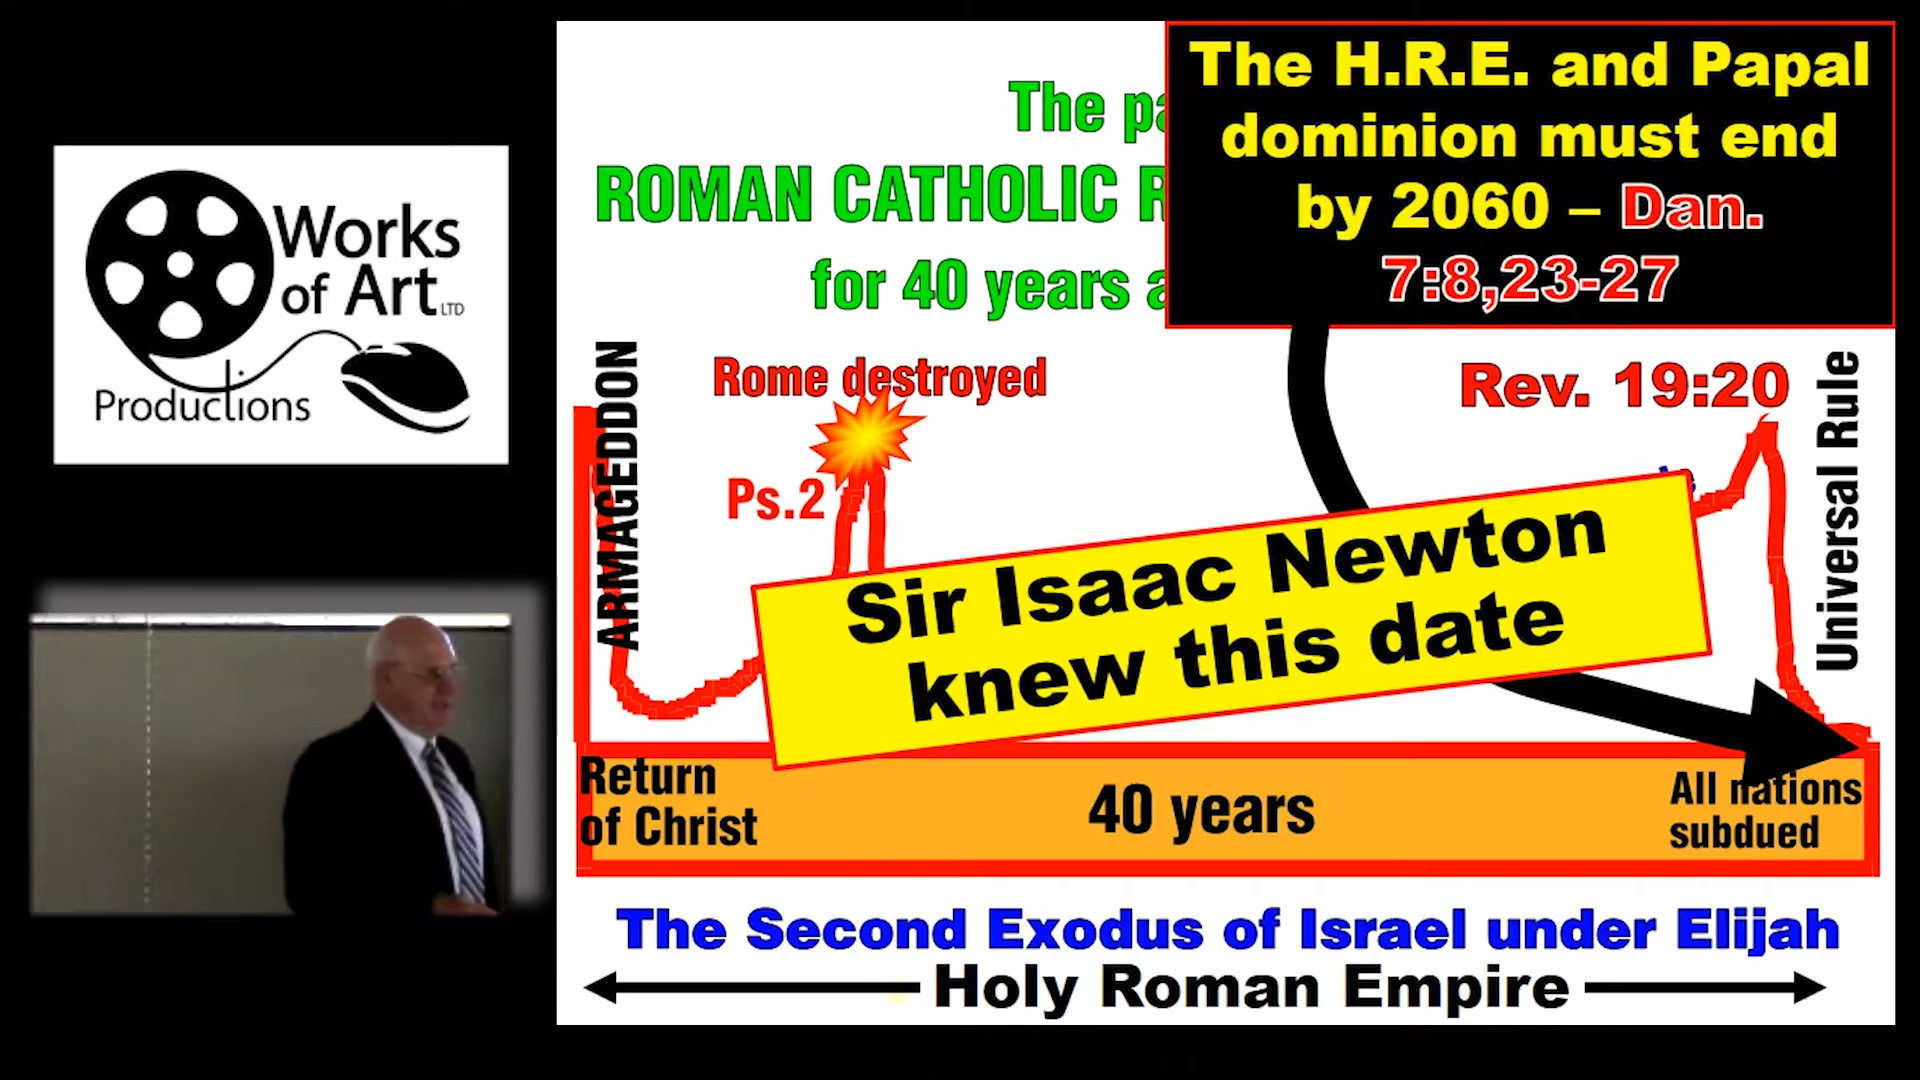 Works
of Art LTD
Productions
The H.R.E. and Papal
dominion must end
by 2060 – Dan.
7:8,23-27
The
ROMAN CATHOLIC
for 40 years
Rome destroyed
Rev. 19:20
ARMAGEDDON
Ps.2
Universal Rule
Sir Isaac Newton
knew this date
Return
of Christ
40 years
All nations
subdued
The Second Exodus of Israel under Elijah
Holy Roman Empire